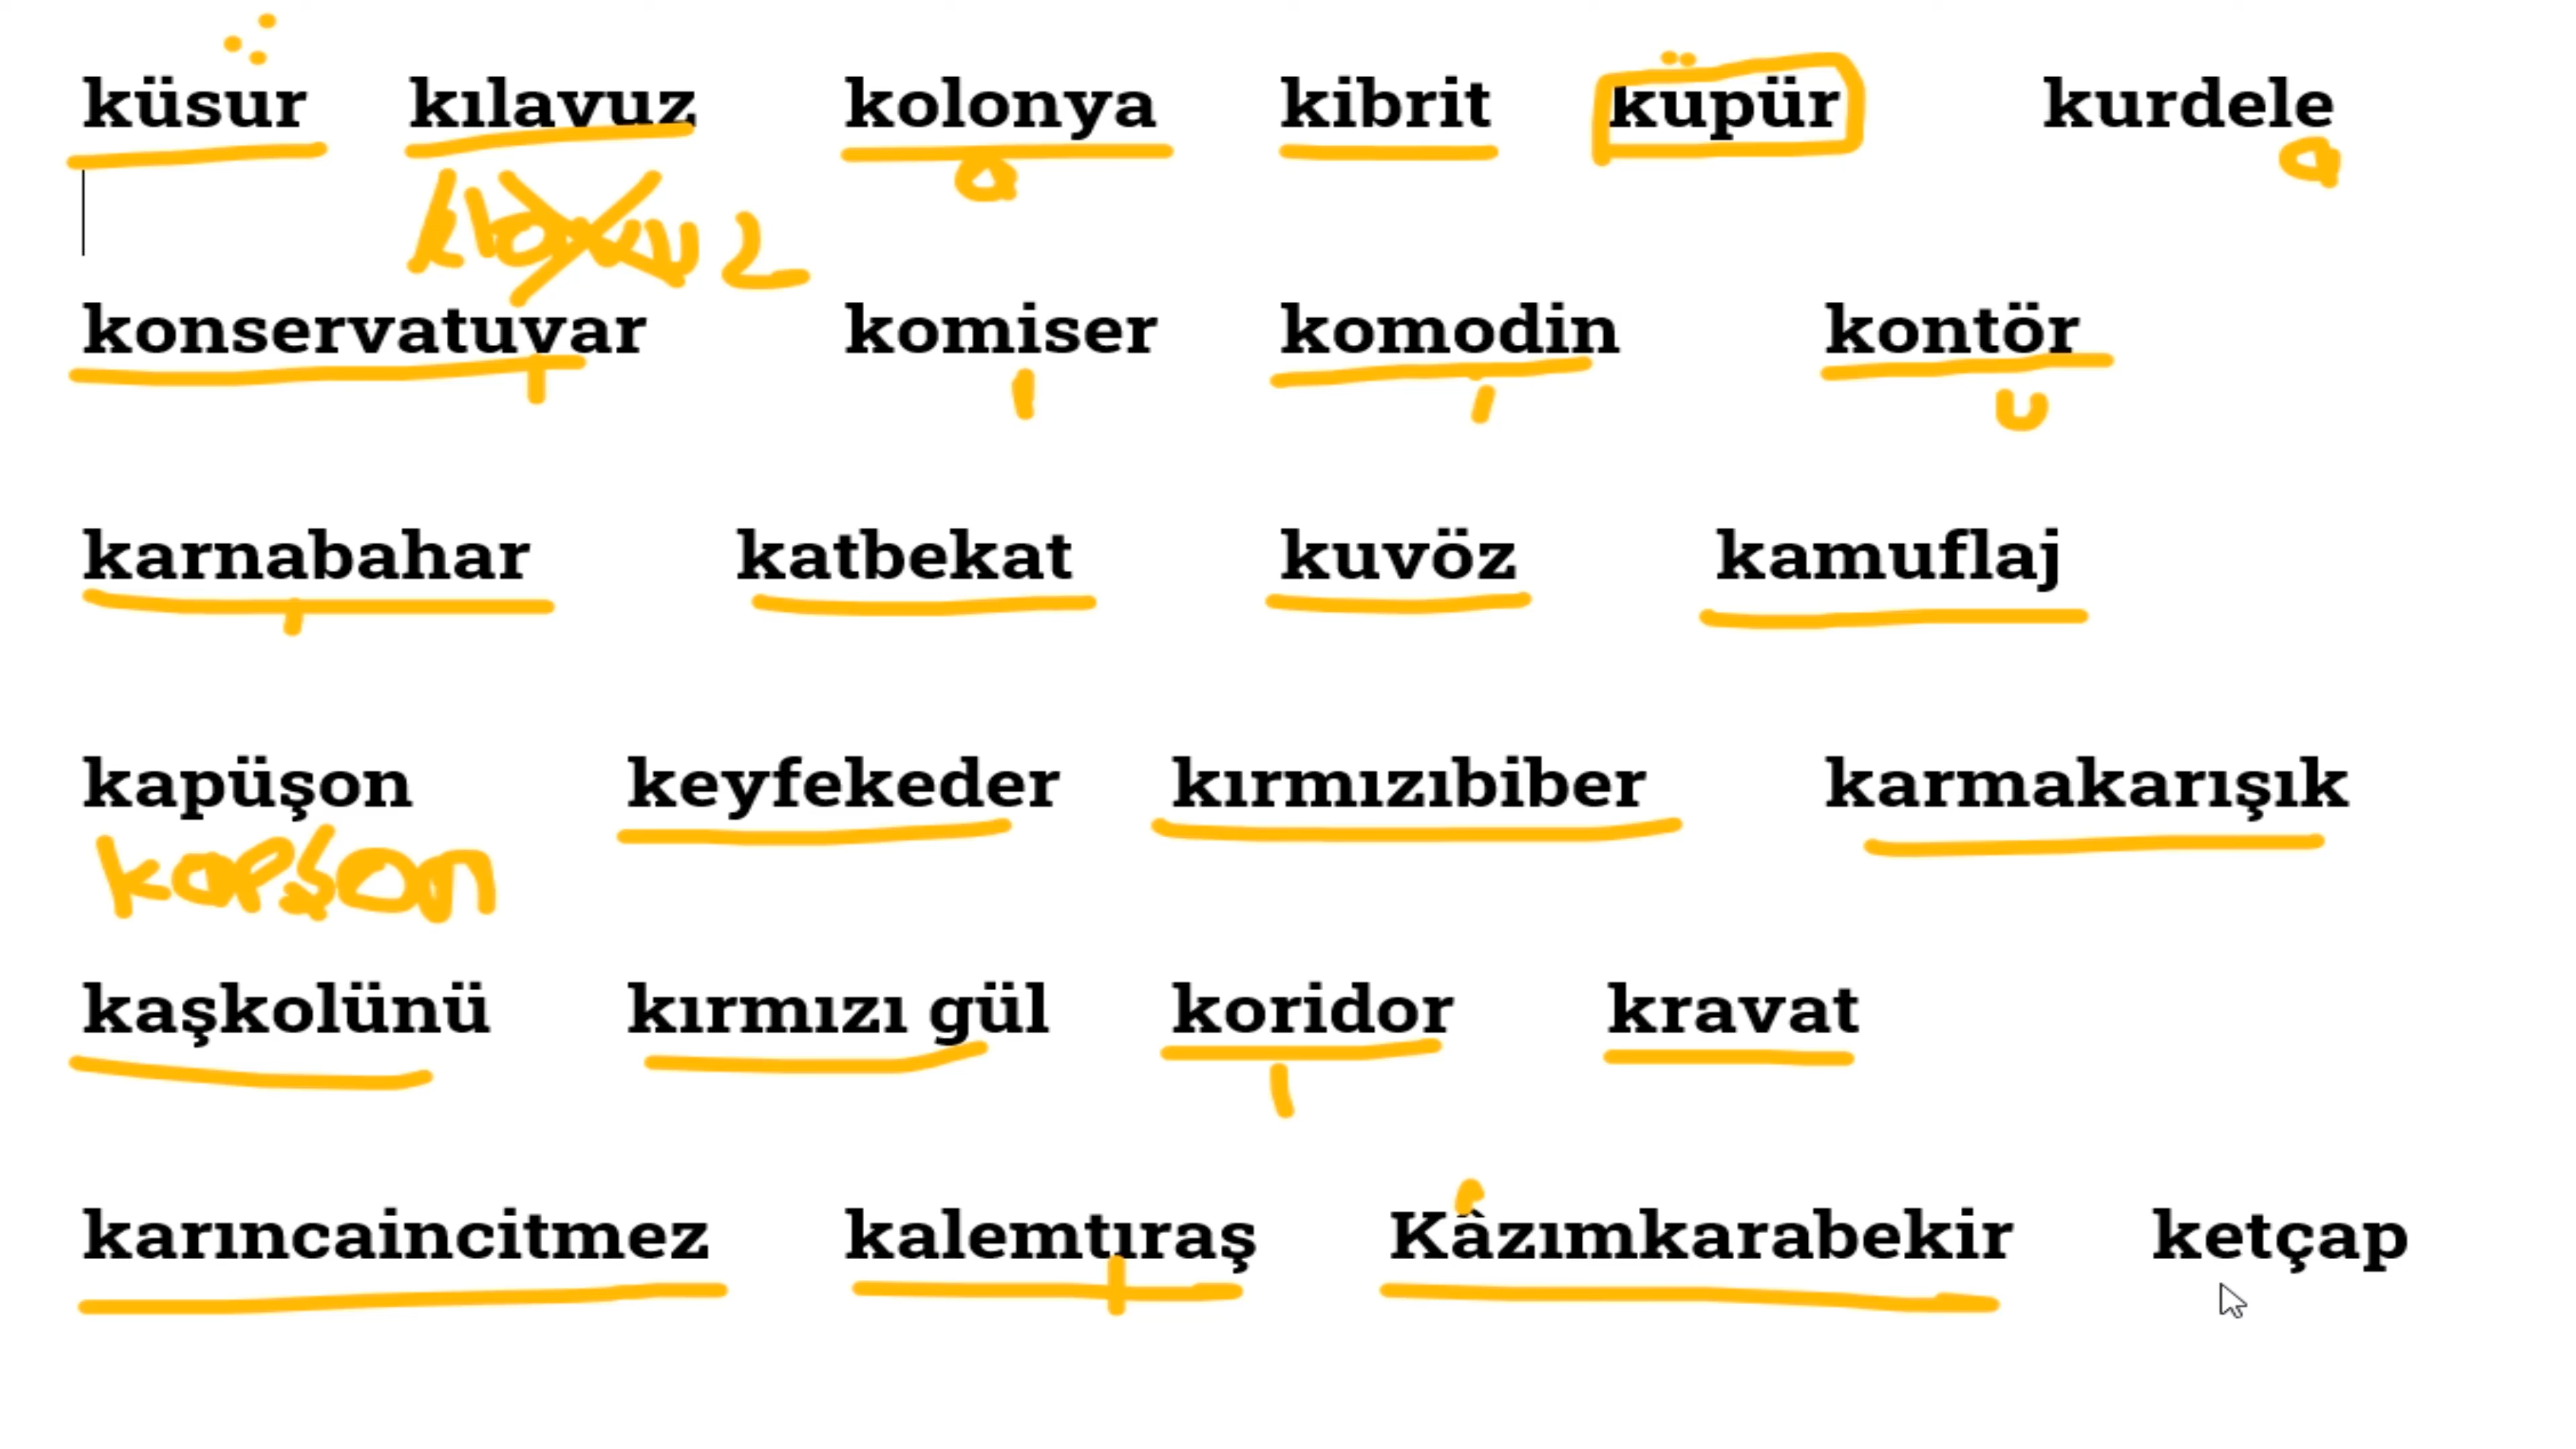 küsur kılavuz kolonya kibrit küpür kurdele
a a
konservatuvar komiser komodin kontör
karnabahar katbekat kuvöz kamuflaj
kapüşon keyfekeder kırmızıbiber karmakarışık
kapşon
kaşkolünü kırmızı gül koridor kravat
karıncaincitmez kalemtıraş Kâzımkarabekir ketçap